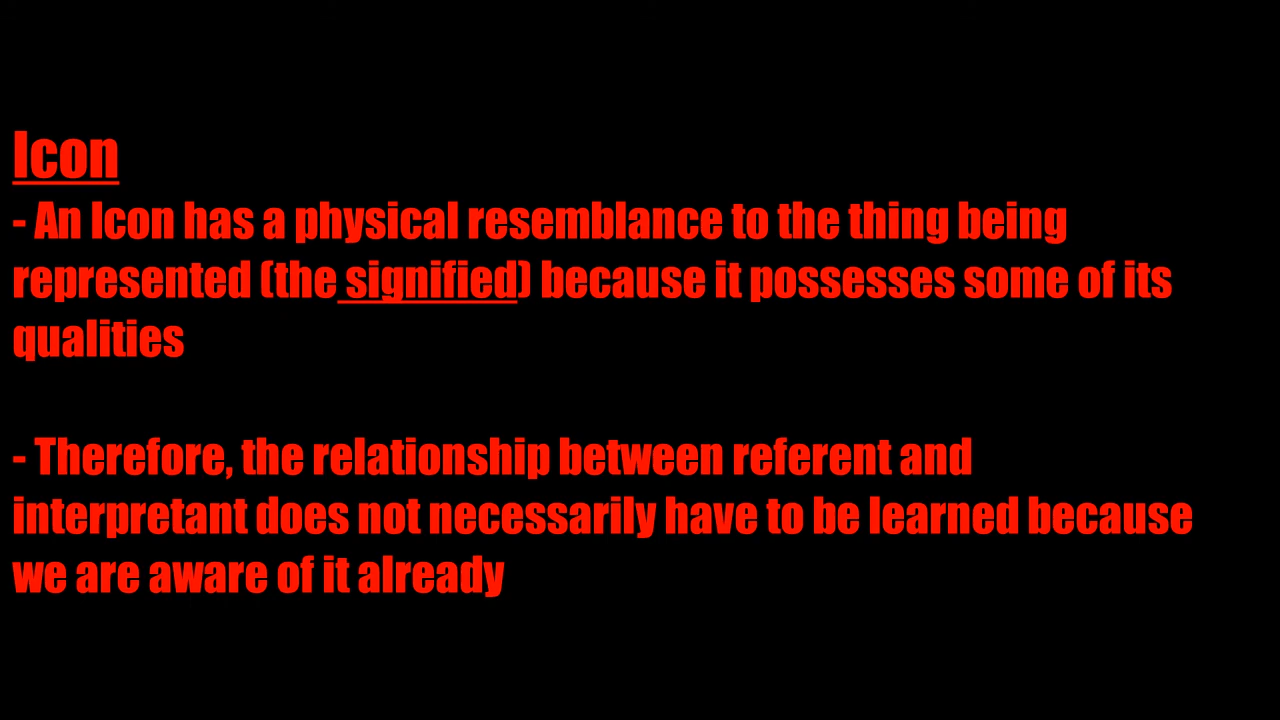 Icon
- An Icon has a physical resemblance to the thing being
represented (the signified) because it possesses some of its
qualities
- Therefore, the relationship between referent and
interpretant does not necessarily have to be learned because
we are aware of it already